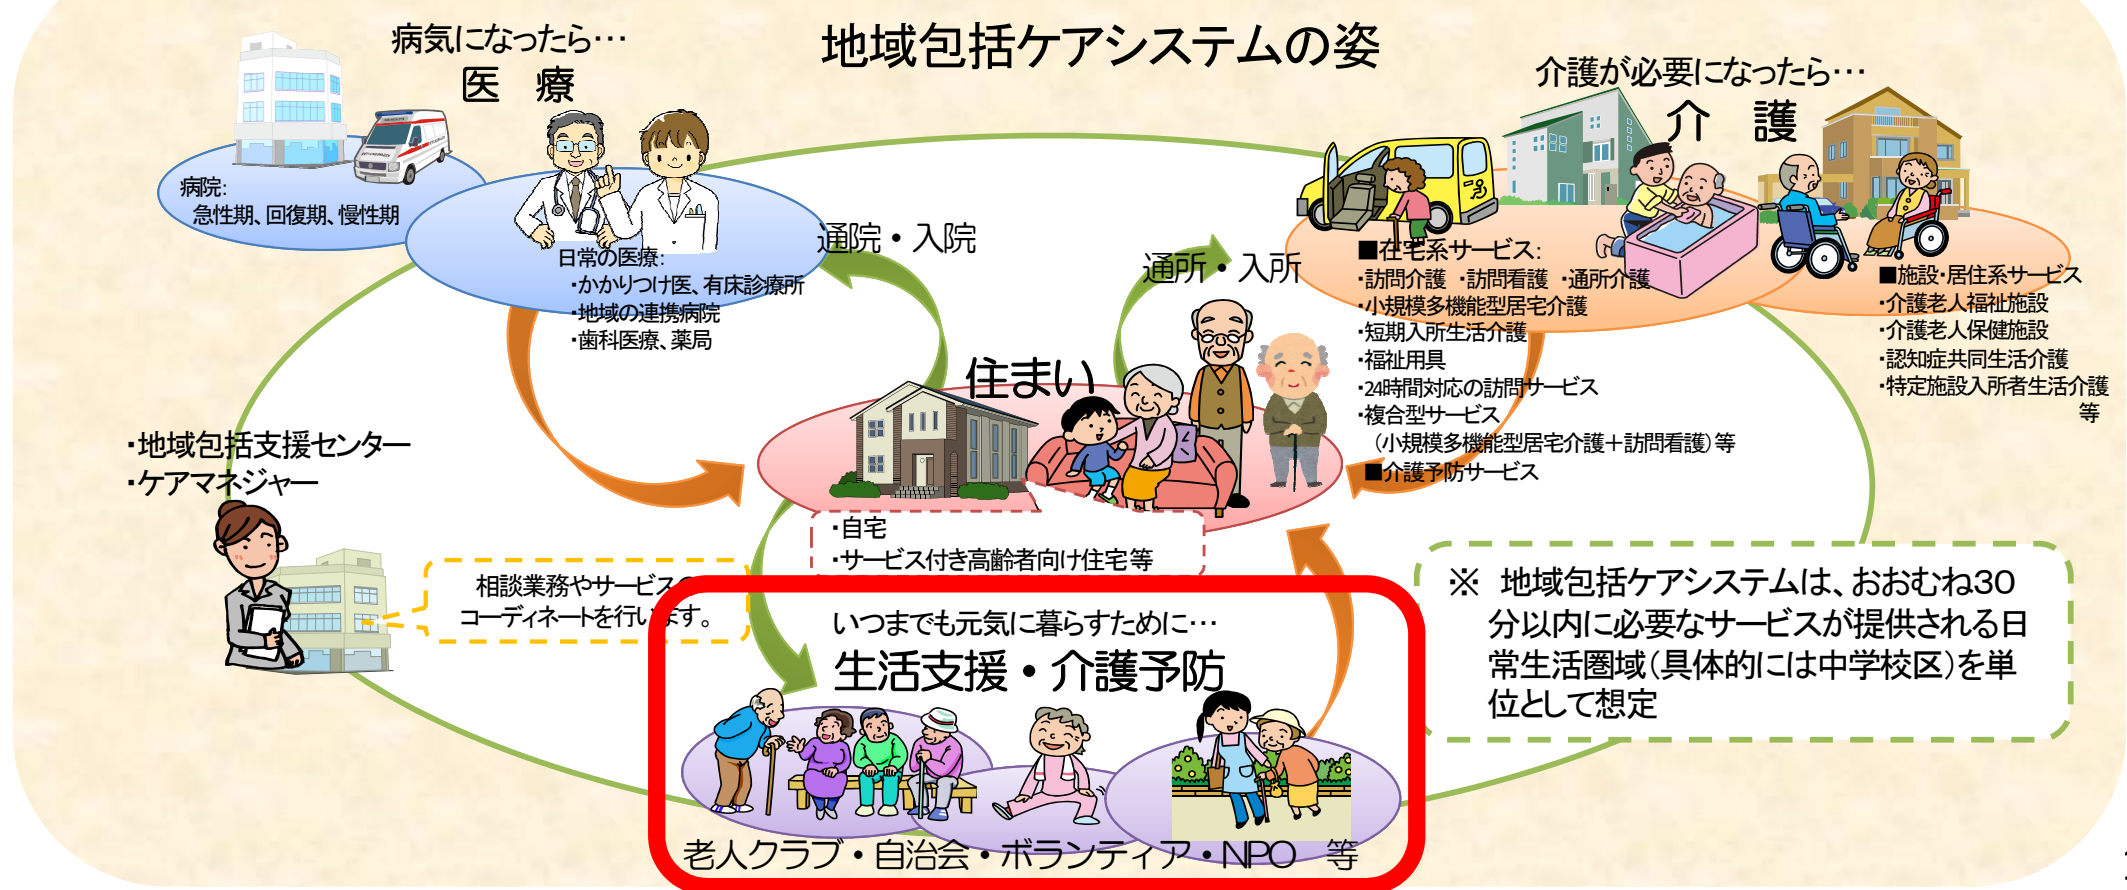 地域包括ケアシステムの姿
病気になったら…
医 療
病院:
急性期、回復期、慢性期
日常の医療:
・かかりつけ医、有床診療所
・地域の連携病院
・歯科医療、薬局
通院・入院
通所・入所
介護が必要になったら…
介 護
■在宅系サービス:
・訪問介護 ・訪問看護 ・通所介護
・小規模多機能型居宅介護
・短期入所生活介護
・福祉用具
・24時間対応の訪問サービス
・複合型サービス
(小規模多機能型居宅介護+訪問看護)等
■介護予防サービス
■施設・居住系サービス
・介護老人福祉施設
・介護老人保健施設
・認知症共同生活介護
・特定施設入所者生活介護
等
住まい
・自宅
・サービス付き高齢者向け住宅等
・地域包括支援センター
・ケアマネジャー
相談業務やサービスの
コーディネートを行います。
いつまでも元気に暮らすために…
生活支援・介護予防
老人クラブ・自治会・ボランティア・NPO 等
※ 地域包括ケアシステムは、おおむね30
分以内に必要なサービスが提供される日
常生活圏域(具体的には中学校区)を単
位として想定